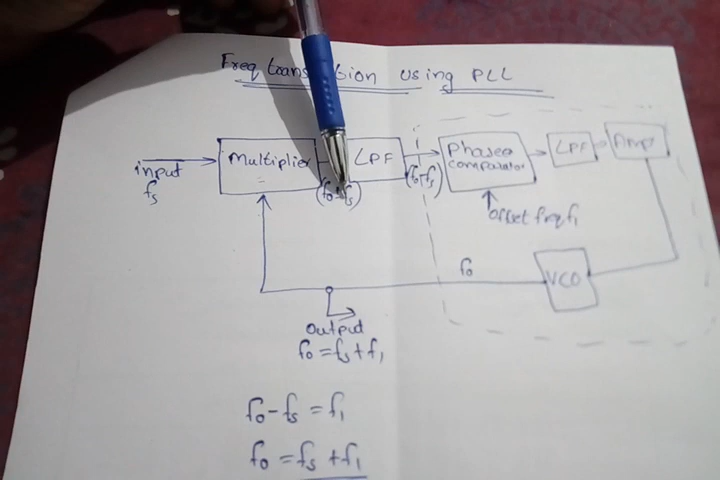 Freq translation using PLL
input
fs
Multiplier
(fo±fs)
LPF
(fo-fs)
Phase comparator
offset freq f1
LPF
Amp
VCO
fo
output
fo = fs + f1
fo - fs = f1
fo = fs + f1